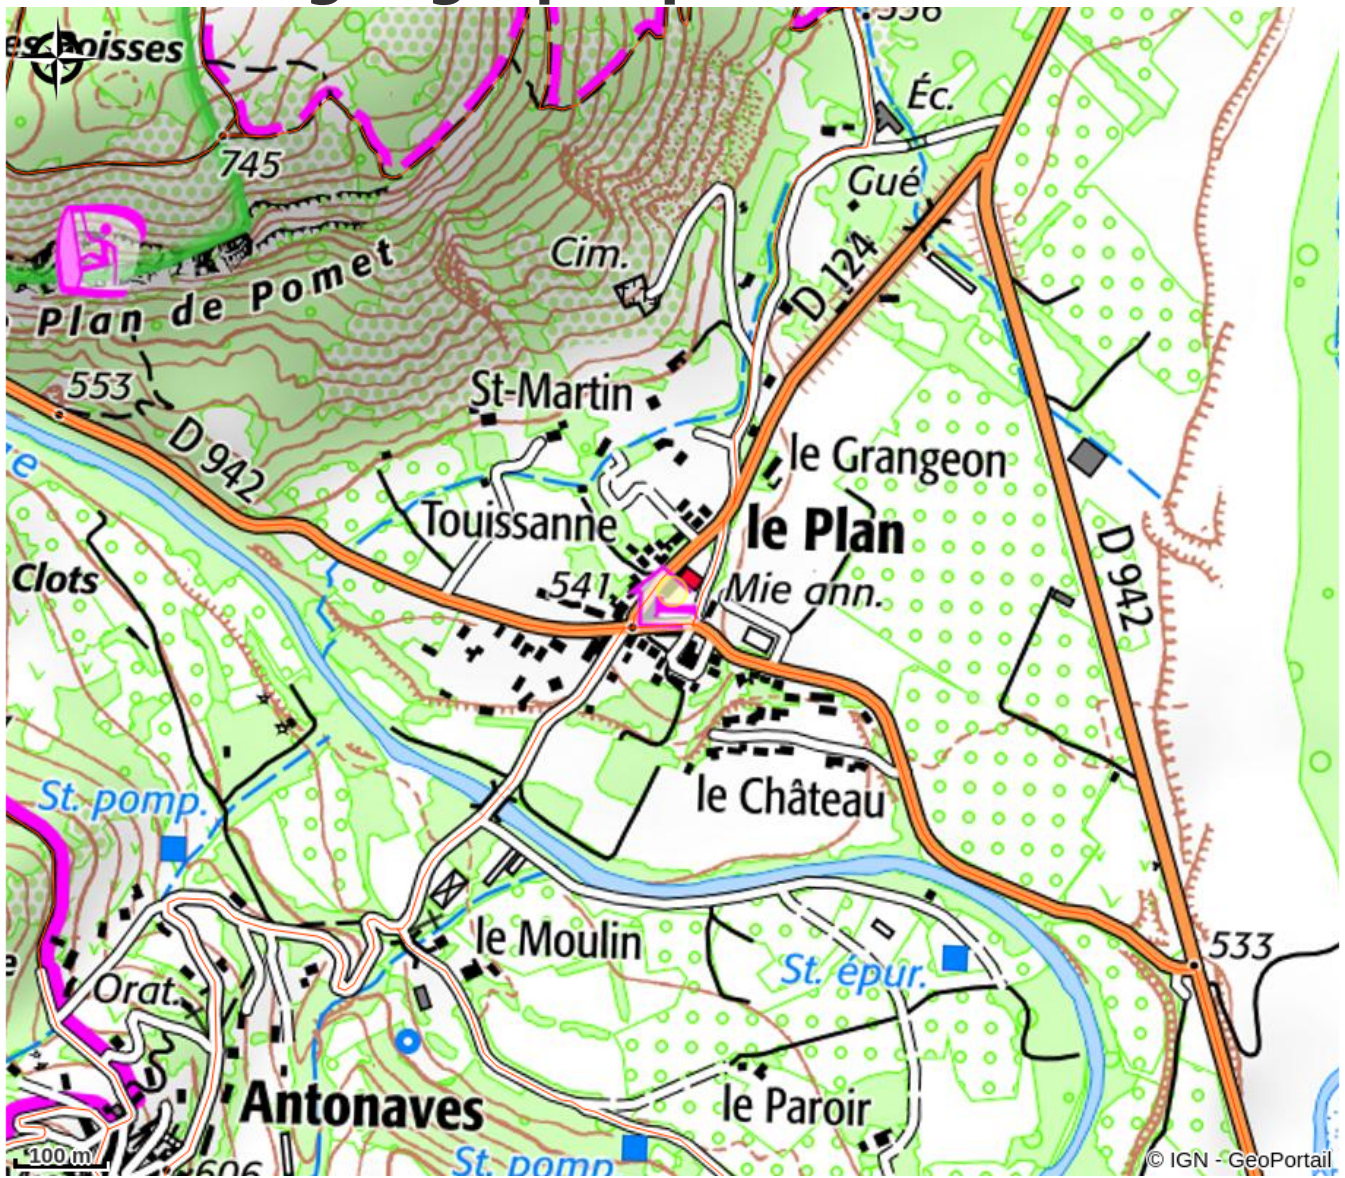 556
Boisses
Éc.
745
Gué
Cim.
Plan de Pomet
D 124
553
St-Martin
D 942
le Grangeon
Touissanne
le Plan
541
Mie ann.
D 942
Clots
St. pomp.
le Château
le Moulin
533
St. épur.
Orat.
Antonaves
le Paroir
100 m
606
St. pomp
© IGN - GeoPortail